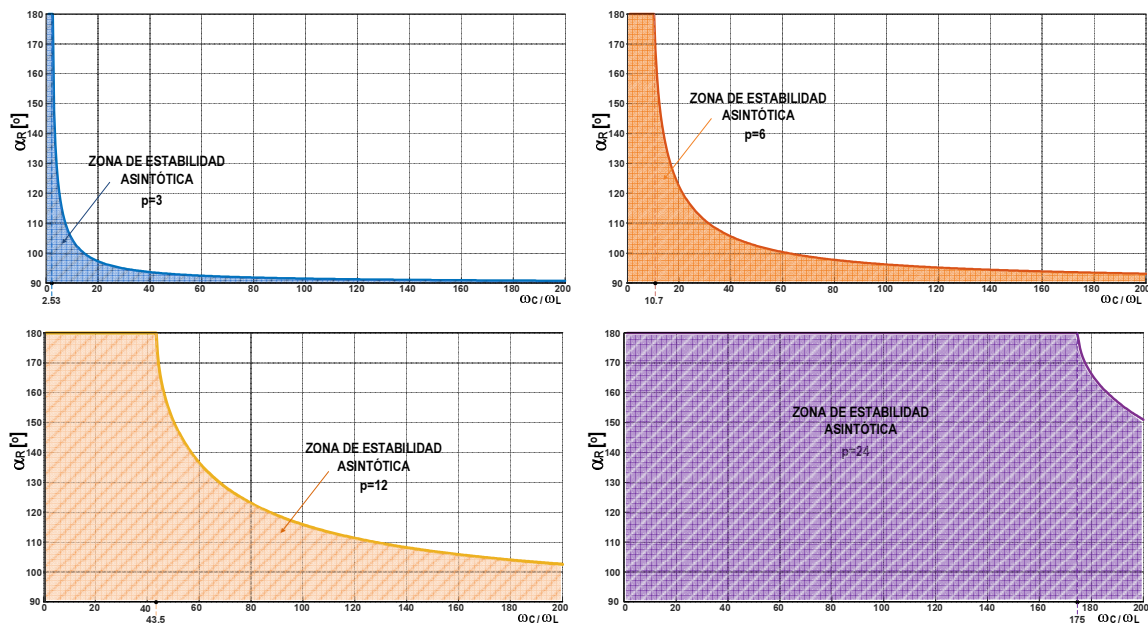 180
170
160
150
140
130
120
110
100
90
αR [º]
ZONA DE ESTABILIDAD
ASINTÓTICA
p=3
20 40 60 80 100 120 140 160 180 200
2.53
ωC/ωL
180
170
160
150
140
130
120
110
100
90
αR [º]
ZONA DE ESTABILIDAD
ASINTÓTICA
p=6
0 20 40 60 80 100 120 140 160 180 200
10.7
ωC/ωL
180
170
160
150
140
130
120
110
100
90
αR [º]
ZONA DE ESTABILIDAD
ASINTÓTICA
p=12
0 20 40 60 80 100 120 140 160 180 200
43.5
ωC/ωL
180
170
160
150
140
130
120
110
100
90
αR [º]
ZONA DE ESTABILIDAD
ASINTÓTICA
p=24
0 20 40 60 80 100 120 140 160 180 200
175
ωC/ωL